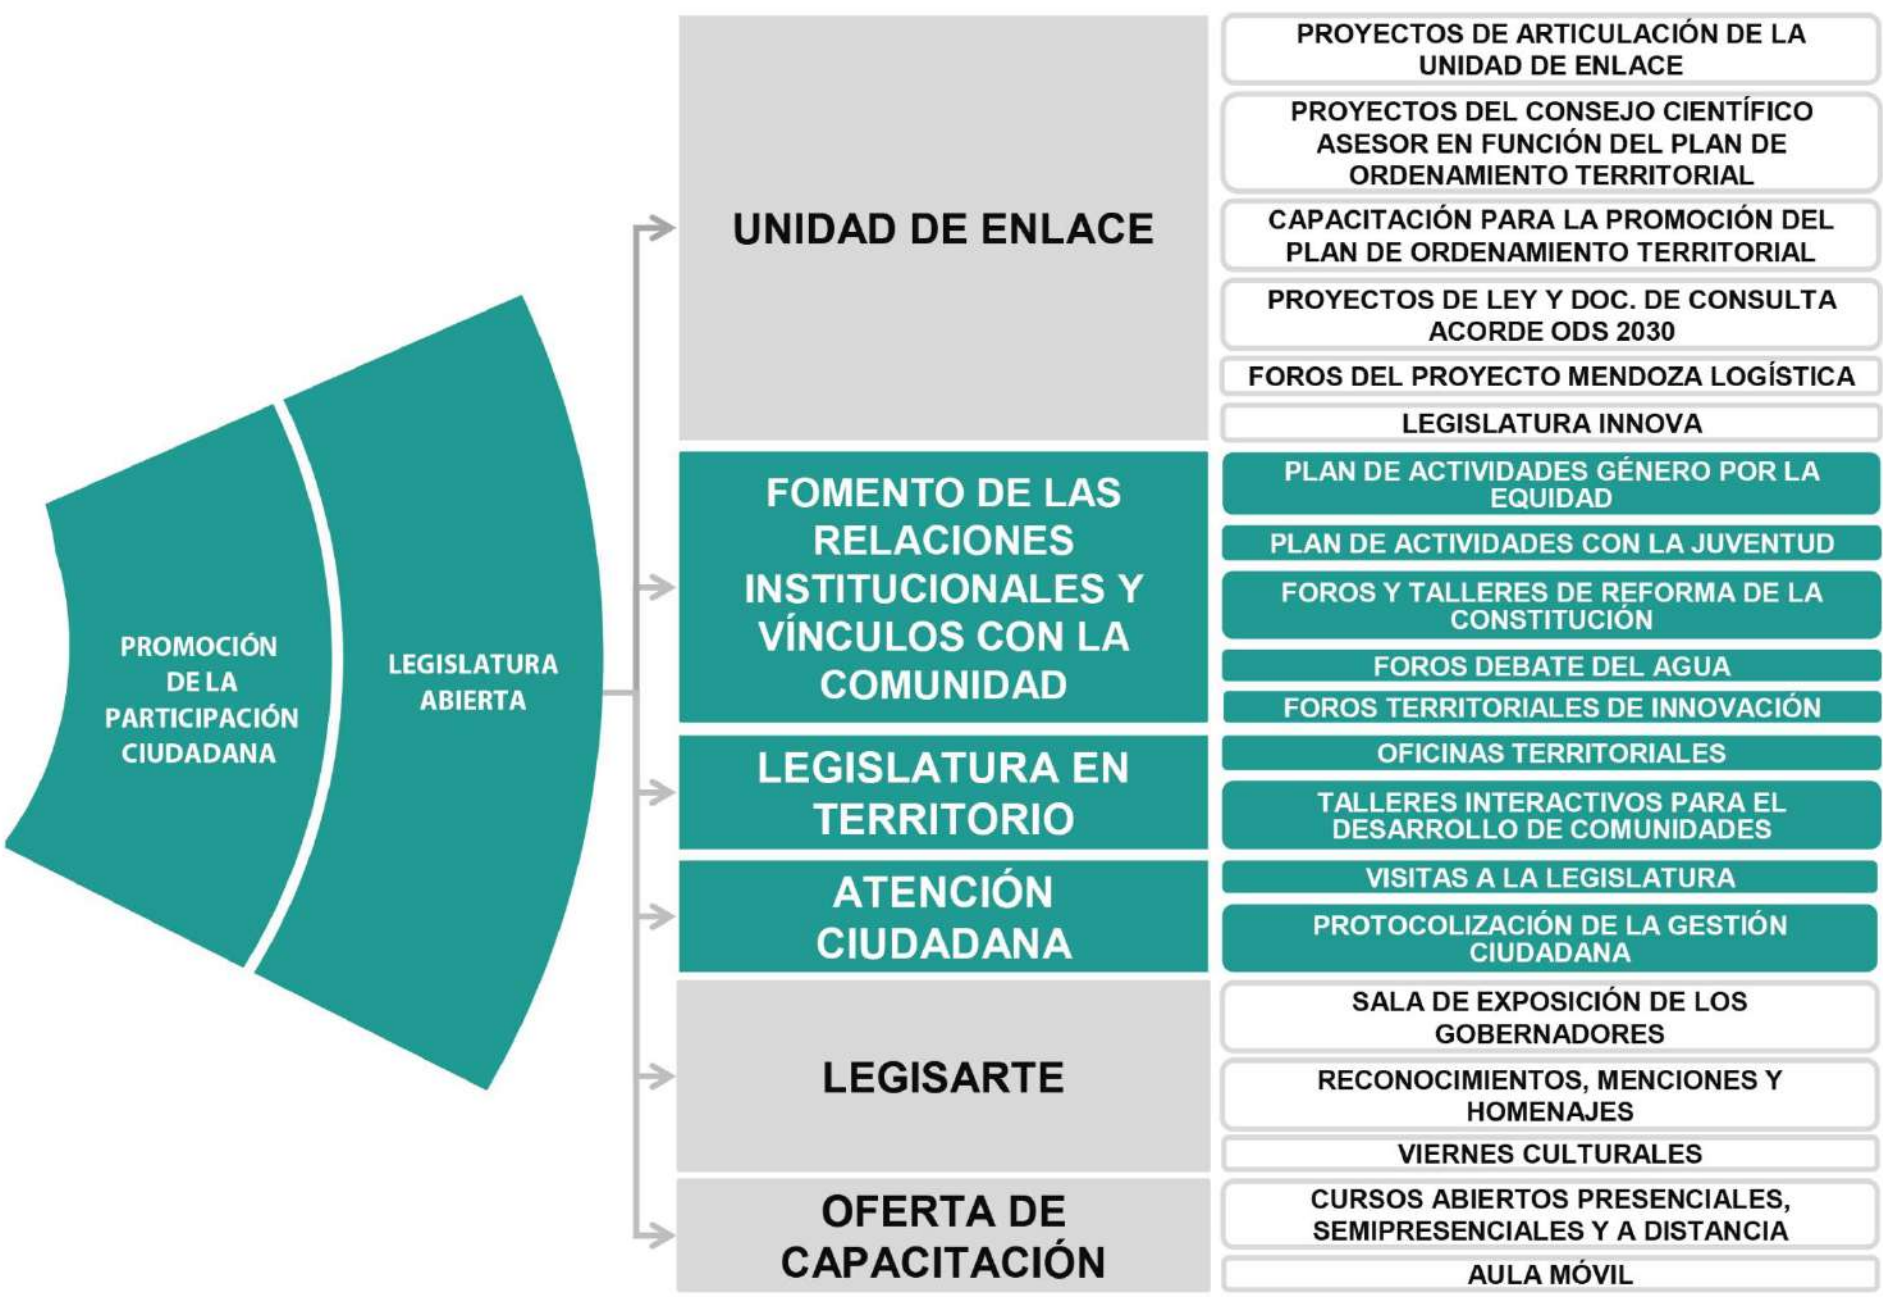 PROMOCIÓN
DE LA
PARTICIPACIÓN
CIUDADANA
LEGISLATURA
ABIERTA
UNIDAD DE ENLACE
PROYECTOS DE ARTICULACIÓN DE LA
UNIDAD DE ENLACE
PROYECTOS DEL CONSEJO CIENTÍFICO
ASESOR EN FUNCIÓN DEL PLAN DE
ORDENAMIENTO TERRITORIAL
CAPACITACIÓN PARA LA PROMOCIÓN DEL
PLAN DE ORDENAMIENTO TERRITORIAL
PROYECTOS DE LEY Y DOC. DE CONSULTA
ACORDE ODS 2030
FOROS DEL PROYECTO MENDOZA LOGÍSTICA
LEGISLATURA INNOVA
FOMENTO DE LAS
RELACIONES
INSTITUCIONALES Y
VÍNCULOS CON LA
COMUNIDAD
PLAN DE ACTIVIDADES GÉNERO POR LA
EQUIDAD
PLAN DE ACTIVIDADES CON LA JUVENTUD
FOROS Y TALLERES DE REFORMA DE LA
CONSTITUCIÓN
FOROS DEBATE DEL AGUA
FOROS TERRITORIALES DE INNOVACIÓN
LEGISLATURA EN
TERRITORIO
OFICINAS TERRITORIALES
TALLERES INTERACTIVOS PARA EL
DESARROLLO DE COMUNIDADES
ATENCIÓN
CIUDADANA
VISITAS A LA LEGISLATURA
PROTOCOLIZACIÓN DE LA GESTIÓN
CIUDADANA
LEGISARTE
SALA DE EXPOSICIÓN DE LOS
GOBERNADORES
RECONOCIMIENTOS, MENCIONES Y
HOMENAJES
VIERNES CULTURALES
OFERTA DE
CAPACITACIÓN
CURSOS ABIERTOS PRESENCIALES,
SEMIPRESENCIALES Y A DISTANCIA
AULA MÓVIL